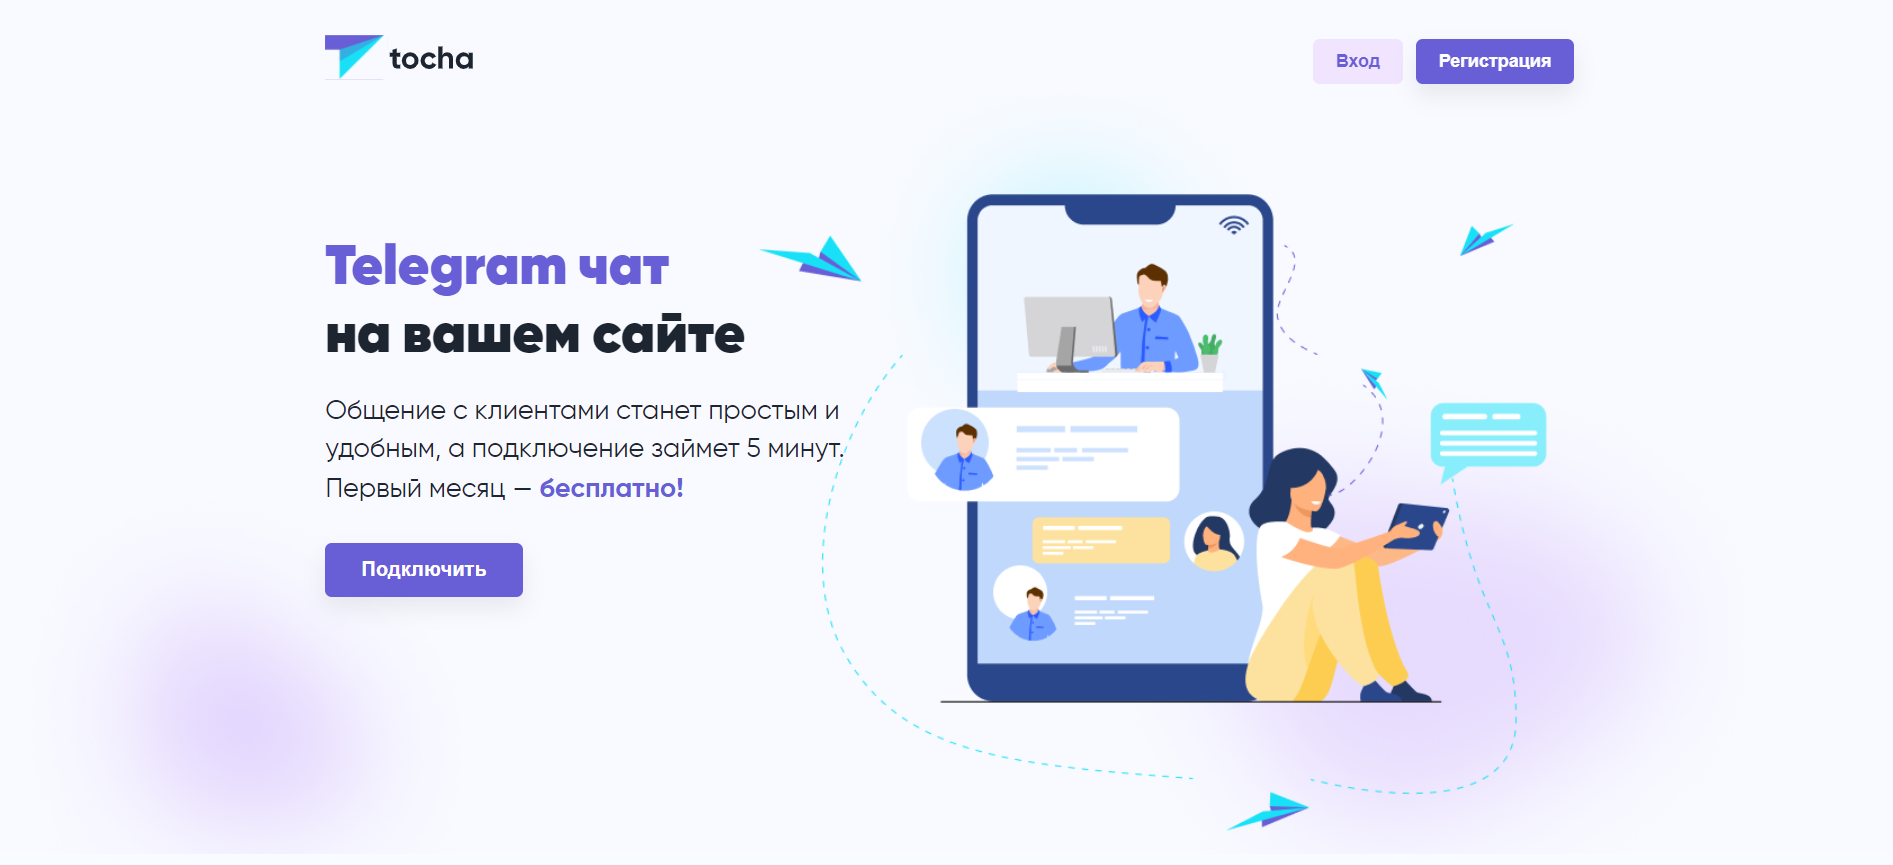 tocha
Вход
Регистрация
Telegram чат
на вашем сайте
Общение с клиентами станет простым и
удобным, а подключение займет 5 минут.
Первый месяц — бесплатно!
Подключить